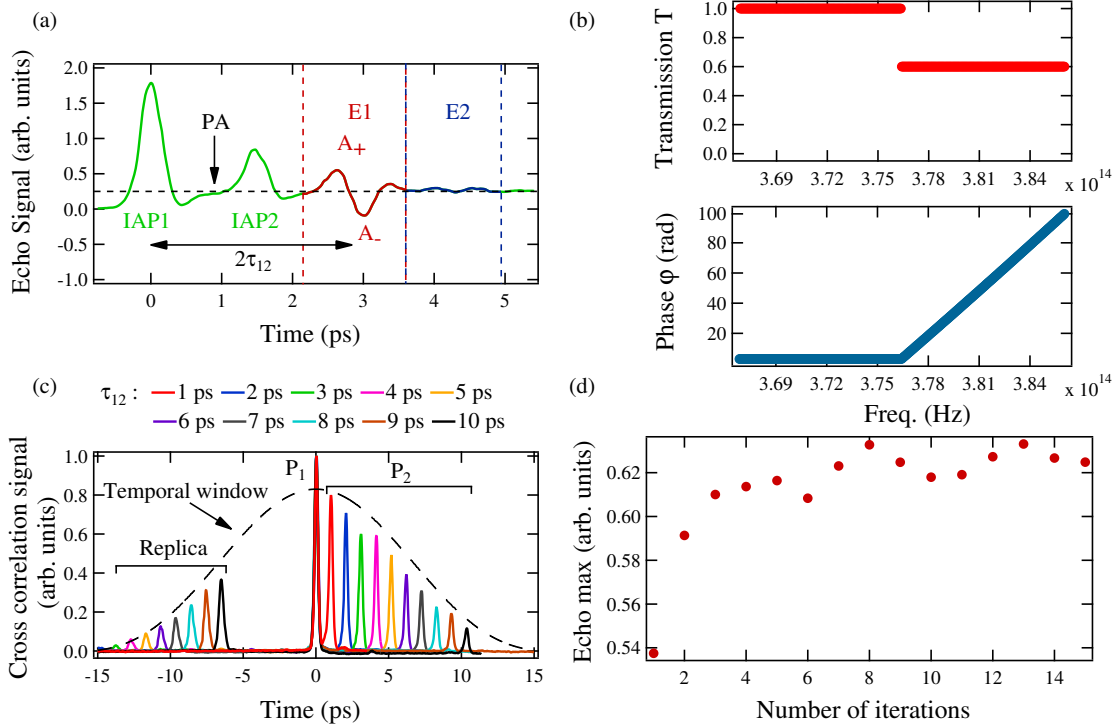 (a)
Echo Signal (arb. units)
2.0
1.5
1.0
0.5
0.0
-0.5
-1.0
PA
E1
E2
A+
A-
IAP1
IAP2
2τ12
0 1 2 3 4 5
Time (ps)
(b)
Transmission T
1.0
0.8
0.6
0.4
0.2
0.0
3.69 3.72 3.75 3.78 3.81 3.84 x 10^14
Phase φ (rad)
100
80
60
40
20
3.69 3.72 3.75 3.78 3.81 3.84 x 10^14
Freq. (Hz)
(c)
τ12 : 1 ps 2 ps 3 ps 4 ps 5 ps
6 ps 7 ps 8 ps 9 ps 10 ps
Cross correlation signal
(arb. units)
1.0
0.8
0.6
0.4
0.2
0.0
P1
P2
Temporal window
Replica
-15 -10 -5 0 5 10 15
Time (ps)
(d)
Echo max (arb. units)
0.62
0.60
0.58
0.56
0.54
2 4 6 8 10 12 14
Number of iterations